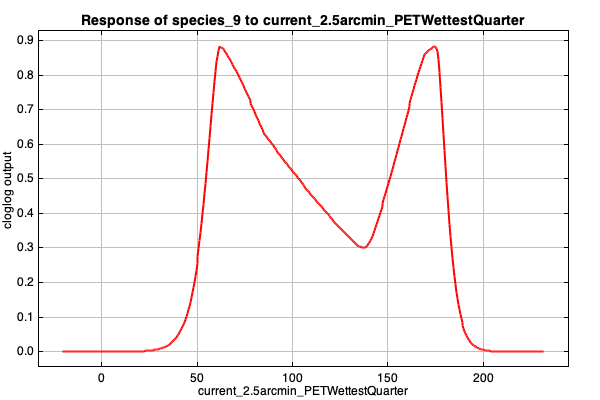 Response of species_9 to current_2.5arcmin_PETWettestQuarter
0.9
0.8
0.7
0.6
0.5
0.4
0.3
0.2
0.1
0.0
cloglog output
0 50 100 150 200
current_2.5arcmin_PETWettestQuarter